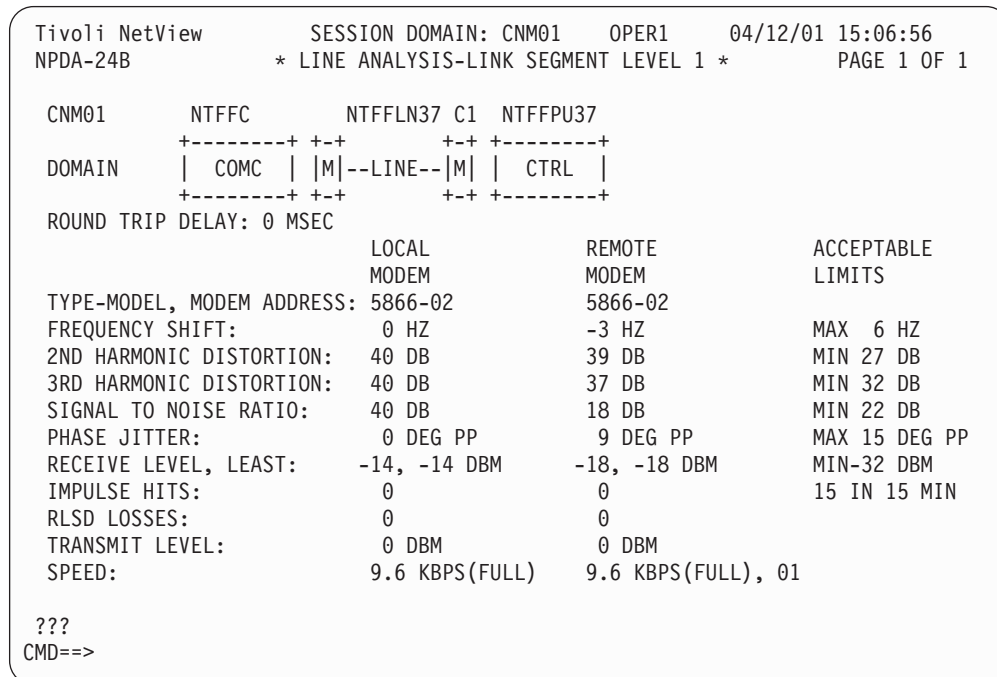 Tivoli NetView        SESSION DOMAIN: CNM01    OPER1    04/12/01 15:06:56
NPDA-24B            * LINE ANALYSIS-LINK SEGMENT LEVEL 1 *         PAGE 1 OF 1
CNM01       NTFFC         NTFFLN37 C1  NTFFPU37
+--------+ +-+        +-+ +--------+
DOMAIN     |  COMC  | |M|--LINE--|M| |  CTRL  |
+--------+ +-+        +-+ +--------+
ROUND TRIP DELAY: 0 MSEC
LOCAL              REMOTE             ACCEPTABLE
MODEM              MODEM              LIMITS
TYPE-MODEL, MODEM ADDRESS: 5866-02            5866-02
FREQUENCY SHIFT:            0 HZ              -3 HZ              MAX  6 HZ
2ND HARMONIC DISTORTION:   40 DB              39 DB              MIN 27 DB
3RD HARMONIC DISTORTION:   40 DB              37 DB              MIN 32 DB
SIGNAL TO NOISE RATIO:     40 DB              18 DB              MIN 22 DB
PHASE JITTER:               0 DEG PP           9 DEG PP          MAX 15 DEG PP
RECEIVE LEVEL, LEAST:     -14, -14 DBM       -18, -18 DBM        MIN-32 DBM
IMPULSE HITS:               0                  0                 15 IN 15 MIN
RLSD LOSSES:                0                  0
TRANSMIT LEVEL:             0 DBM              0 DBM
SPEED:                     9.6 KBPS(FULL)     9.6 KBPS(FULL), 01
???
CMD==>